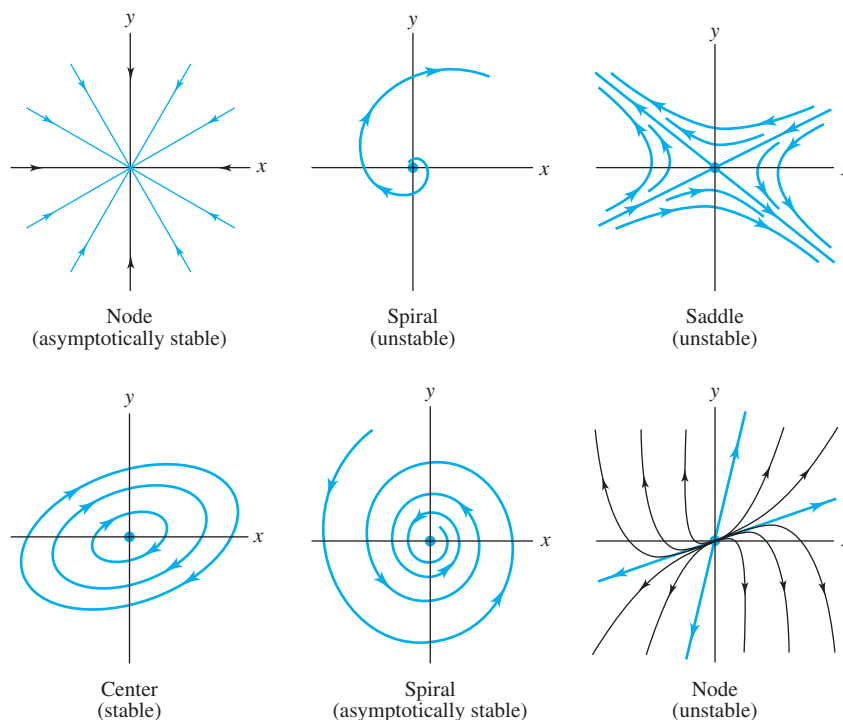 y
x
Node
(asymptotically stable)
y
x
Spiral
(unstable)
y
Saddle
(unstable)
y
x
Center
(stable)
y
x
Spiral
(asymptotically stable)
y
Node
(unstable)